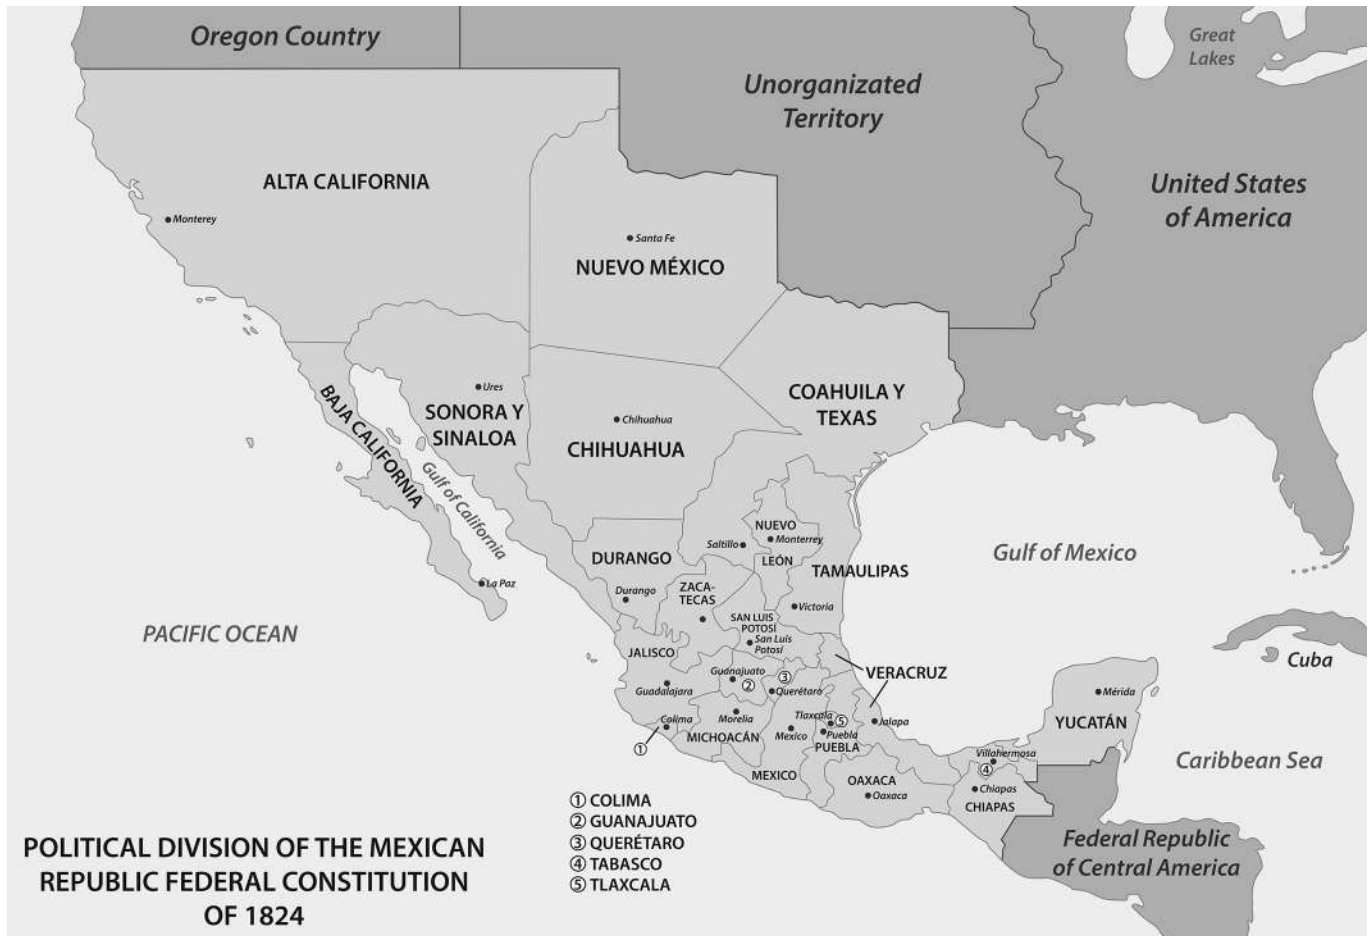 Oregon Country
Great
Lakes
Unorganizated
Territory
ALTA CALIFORNIA
United States
of America
Monterey
Santa Fe
NUEVO MÉXICO
COAHUILA Y
TEXAS
Ures
BAJA CALIFORNIA
SONORA Y
SINALOA
Chihuahua
CHIHUAHUA
Gulf of California
NUEVO
Monterrey
LEÓN
Saltillo
Gulf of Mexico
DURANGO
TAMAULIPAS
La Paz
Durango
ZACA-
TECAS
Victoria
SAN LUIS
POTOSÍ
San Luis
Potosí
PACIFIC OCEAN
JALISCO
VERACRUZ
Cuba
Guanajuato
②
③
Guadalajara
Querétaro
Mérida
YUCATÁN
Colima
①
Morelia
MICHOACÁN
Tlaxcala
⑤
Jalapa
Mexico
Puebla
PUEBLA
Villahermosa
④
Caribbean Sea
MEXICO
OAXACA
Oaxaca
Chiapas
CHIAPAS
① COLIMA
② GUANAJUATO
③ QUERÉTARO
④ TABASCO
⑤ TLAXCALA
Federal Republic
of Central America
POLITICAL DIVISION OF THE MEXICAN
REPUBLIC FEDERAL CONSTITUTION
OF 1824